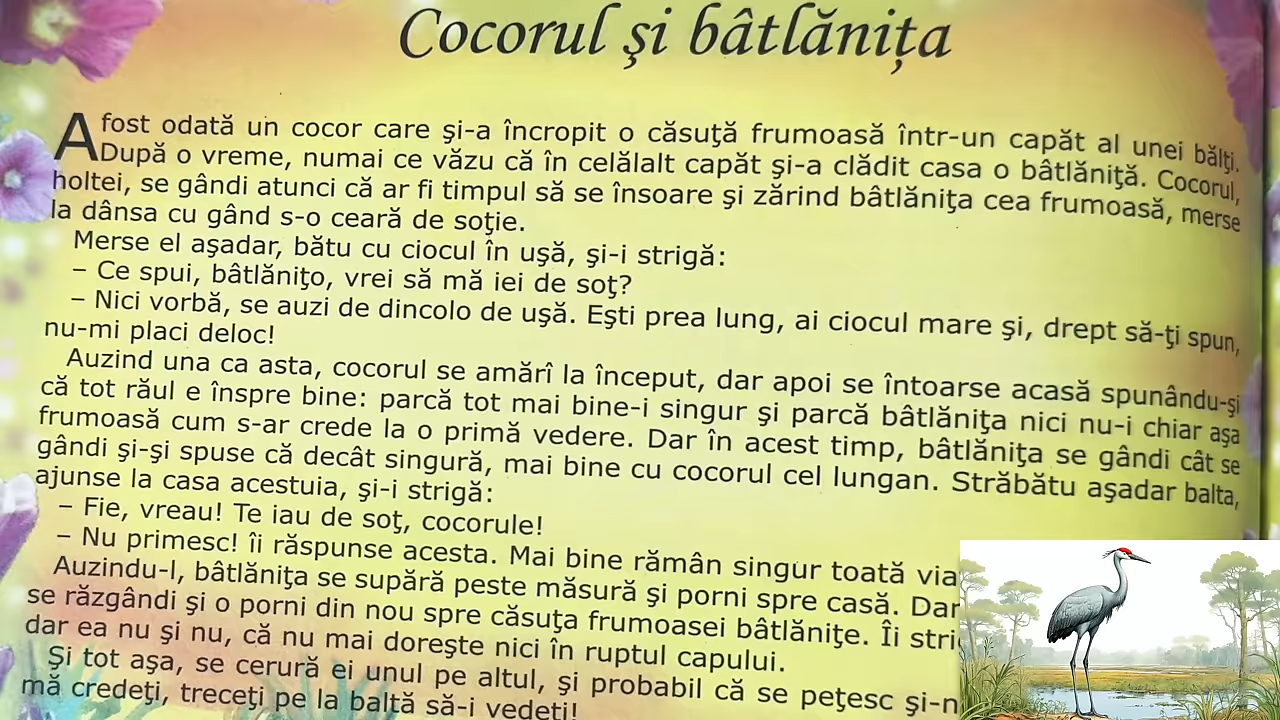 Cocorul şi bâtlăniţa
A fost odată un cocor care şi-a încropit o căsuţă frumoasă într-un capăt al unei bălţi.
După o vreme, numai ce văzu că în celălalt capăt şi-a clădit casa o bâtlăniţă. Cocorul,
holtei, se gândi atunci că ar fi timpul să se însoare şi zărind bâtlăniţa cea frumoasă, merse
la dânsa cu gând s-o ceară de soţie.
Merse el aşadar, bătu cu ciocul în uşă, şi-i strigă:
– Ce spui, bâtlăniţo, vrei să mă iei de soţ?
– Nici vorbă, se auzi de dincolo de uşă. Eşti prea lung, ai ciocul mare şi, drept să-ţi spun,
nu-mi placi deloc!
Auzind una ca asta, cocorul se amărî la început, dar apoi se întoarse acasă spunându-şi
că tot răul e înspre bine: parcă tot mai bine-i singur şi parcă bâtlăniţa nici nu-i chiar aşa
frumoasă cum s-ar crede la o primă vedere. Dar în acest timp, bâtlăniţa se gândi cât se
gândi şi-şi spuse că decât singură, mai bine cu cocorul cel lungan. Străbătu aşadar balta,
ajunse la casa acestuia, şi-i strigă:
– Fie, vreau! Te iau de soţ, cocorule!
– Nu primesc! îi răspunse acesta. Mai bine rămân singur toată
Auzindu-l, bâtlăniţa se supără peste măsură şi porni spre casă.
se răzgândi şi o porni din nou spre căsuţa frumoasei bâtlăniţe. Îi
dar ea nu şi nu, că nu mai doreşte nici în ruptul capului.
Şi tot aşa, se cerură ei unul pe altul, şi probabil că se peţesc
mă credeţi, treceţi pe la baltă să-i vedeţi!